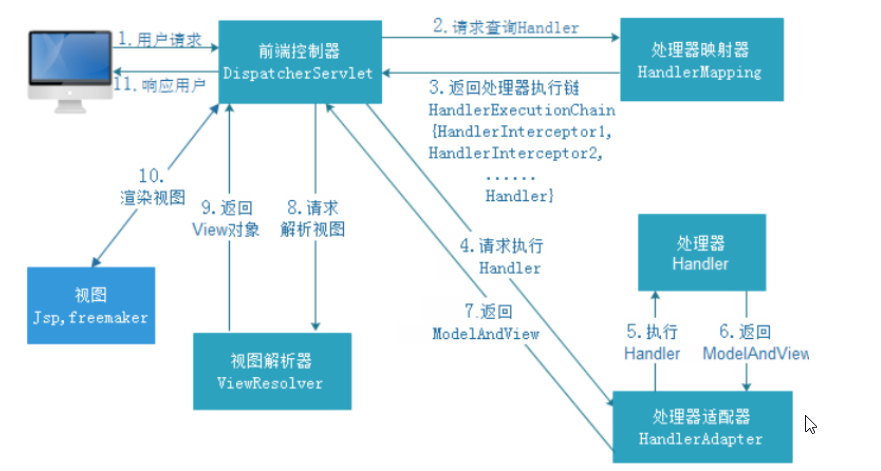 1.用户请求
11.响应用户
前端控制器
DispatcherServlet
2.请求查询Handler
处理器映射器
HandlerMapping
3.返回处理器执行链
HandlerExecutionChain
{HandlerInterceptor1,
HandlerInterceptor2,
......
Handler}
10.
渲染视图
9.返回
View对象
8.请求
解析视图
4.请求执行
Handler
处理器
Handler
视图
Jsp,freemaker
7.返回
ModelAndView
5.执行
Handler
6.返回
ModelAndView
视图解析器
ViewResolver
处理器适配器
HandlerAdapter